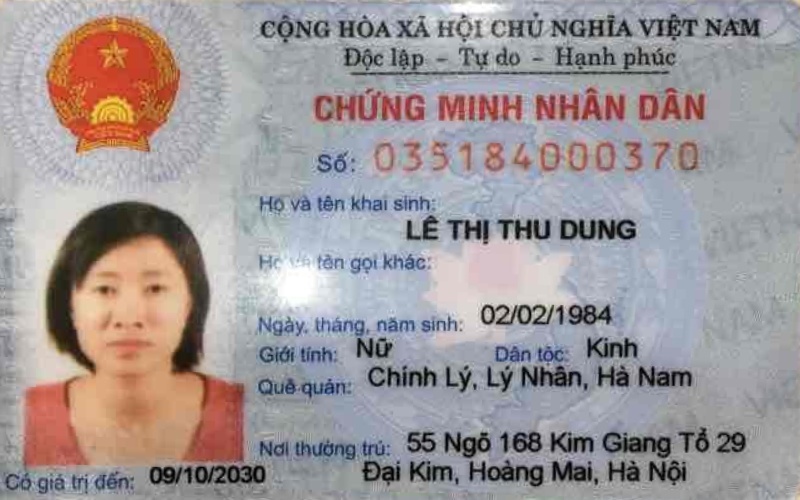 CỘNG HÒA XÃ HỘI CHỦ NGHĨA VIỆT NAM
Độc lập - Tự do - Hạnh phúc
CHỨNG MINH NHÂN DÂN
Số: 035184000370
Họ và tên khai sinh:
LÊ THỊ THU DUNG
Họ và tên gọi khác:
Ngày, tháng, năm sinh: 02/02/1984
Giới tính: Nữ Dân tộc: Kinh
Quê quán: Chính Lý, Lý Nhân, Hà Nam
Nơi thường trú: 55 Ngõ 168 Kim Giang Tổ 29
Đại Kim, Hoàng Mai, Hà Nội
Có giá trị đến: 09/10/2030